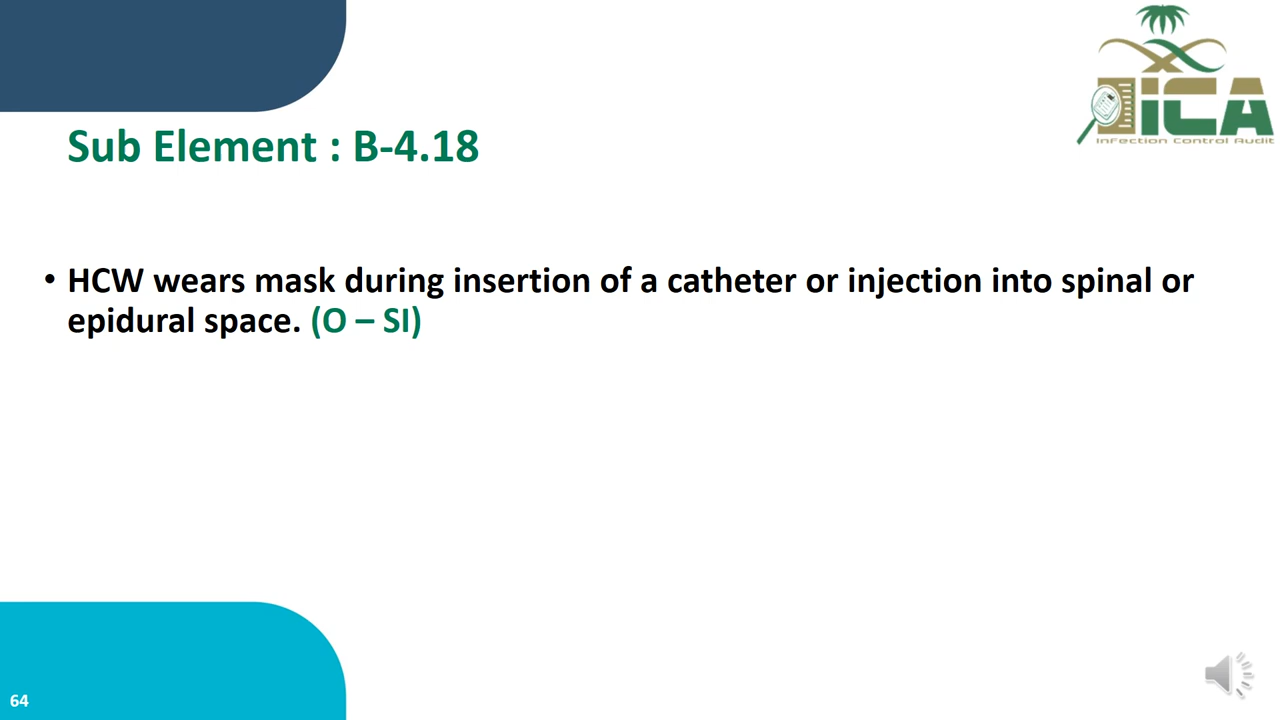 iCA
Infection Control Audit
Sub Element : B-4.18
• HCW wears mask during insertion of a catheter or injection into spinal or
epidural space. (O – SI)
64